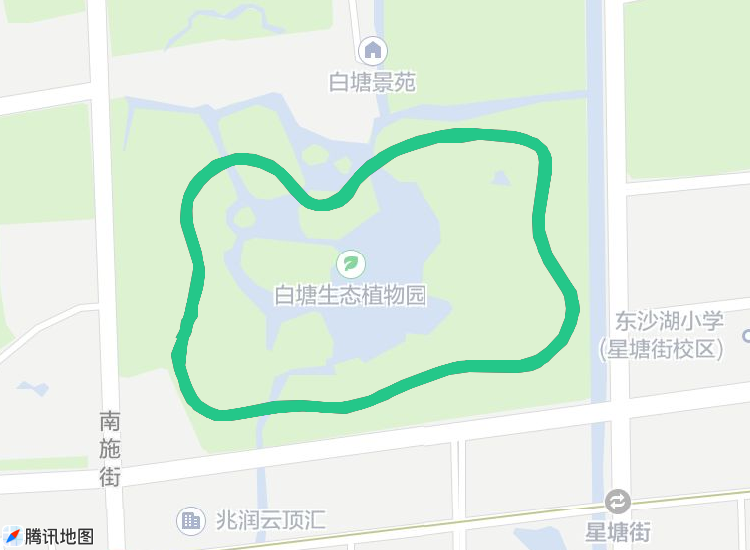 白塘景苑
白塘生态植物园
东沙湖小学
(星塘街校区)
南施街
兆润云顶汇
星塘街
腾讯地图